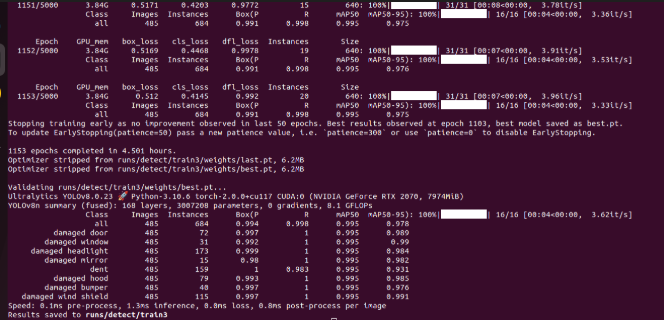 1151/5000 3.84G 0.5171 0.4203 0.9772 15 640: 100%| | 31/31 [00:08<00:00, 3.78it/s]
Class Images Instances Box(P R mAP50 mAP50-95): 100%| | 16/16 [00:04<00:00, 3.36it/s]
all 485 684 0.991 0.998 0.995 0.975
Epoch GPU_mem box_loss cls_loss dfl_loss Instances Size
1152/5000 3.84G 0.5169 0.4468 0.9978 19 640: 100%| | 31/31 [00:07<00:00, 3.91it/s]
Class Images Instances Box(P R mAP50 mAP50-95): 100%| | 16/16 [00:04<00:00, 3.53it/s]
all 485 684 0.991 0.998 0.995 0.976
Epoch GPU_mem box_loss cls_loss dfl_loss Instances Size
1153/5000 3.84G 0.512 0.4145 0.992 20 640: 100%| | 31/31 [00:07<00:00, 3.96it/s]
Class Images Instances Box(P R mAP50 mAP50-95): 100%| | 16/16 [00:04<00:00, 3.33it/s]
all 485 684 0.991 0.998 0.995 0.976
Stopping training early as no improvement observed in last 50 epochs. Best results observed at epoch 1103, best model saved as best.pt.
To update EarlyStopping(patience=50) pass a new patience value, i.e. `patience=300` or use `patience=0` to disable EarlyStopping.
1153 epochs completed in 4.501 hours.
Optimizer stripped from runs/detect/train3/weights/last.pt, 6.2MB
Optimizer stripped from runs/detect/train3/weights/best.pt, 6.2MB
Validating runs/detect/train3/weights/best.pt...
Ultralytics YOLOv8.0.23 🚀 Python-3.10.6 torch-2.0.0+cu117 CUDA:0 (NVIDIA GeForce RTX 2070, 7974MiB)
YOLOv8n summary (fused): 168 layers, 3007208 parameters, 0 gradients, 8.1 GFLOPs
Class Images Instances Box(P R mAP50 mAP50-95): 100%| | 16/16 [00:04<00:00, 3.62it/s]
all 485 684 0.994 0.998 0.995 0.978
damaged door 485 72 0.997 1 0.995 0.989
damaged window 485 31 0.992 1 0.995 0.99
damaged headlight 485 173 0.999 1 0.995 0.984
damaged mirror 485 15 0.98 1 0.995 0.982
dent 485 159 1 0.983 0.995 0.931
damaged hood 485 79 0.993 1 0.995 0.985
damaged bumper 485 40 0.997 1 0.995 0.976
damaged wind shield 485 115 0.997 1 0.995 0.991
Speed: 0.1ms pre-process, 1.3ms inference, 0.0ms loss, 0.8ms post-process per image
Results saved to runs/detect/train3